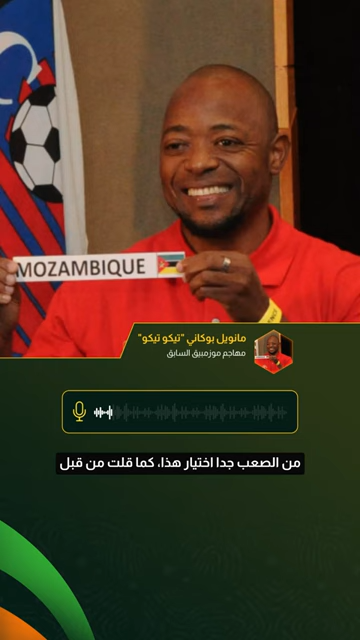 MOZAMBIQUE
مانويل بوكاني "تيكو تيكو"
مهاجم موزمبيق السابق
من الصعب جدا اختيار هذا، كما قلت من قبل